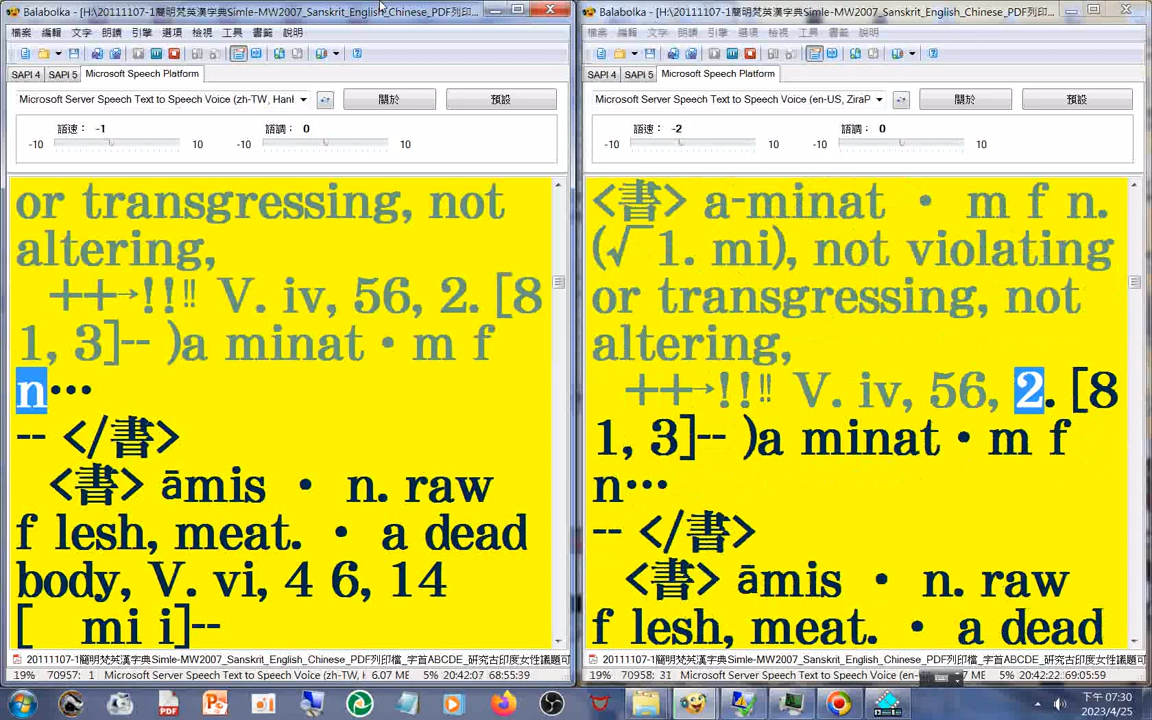 Balabolka - [H:\20111107-1簡明梵英漢字典Simle-MW2007_Sanskrit_English_Chinese_PDF列印...
檔案 編輯 文字 朗讀 引擎 選項 檢視 工具 書籤 說明
SAPI 4 SAPI 5 Microsoft Speech Platform
Microsoft Server Speech Text to Speech Voice (zh-TW, HanI
關於 預設
語速： -1 語調： 0
-10 10 -10 10
or transgressing, not
altering,
++→!!‼ V. iv, 56, 2. [8
1, 3]-- )a minat • m f
n…
-- </書>
<書> āmis • n. raw
f lesh, meat. • a dead
body, V. vi, 4 6, 14
[ mi i]--
20111107-1簡明梵英漢字典Simle-MW2007_Sanskrit_English_Chinese_PDF列印檔_字首ABCDE_研究古印度女性議題可
19% 70957: 1 Microsoft Server Speech Text to Speech Voice (zh-TW, 6.07 ME 5% 20:42:07 68:55:39
Balabolka - [H:\20111107-1簡明梵英漢字典Simle-MW2007_Sanskrit_English_Chinese_PDF列印...
檔案 編輯 文字 朗讀 引擎 選項 檢視 工具 書籤 說明
SAPI 4 SAPI 5 Microsoft Speech Platform
Microsoft Server Speech Text to Speech Voice (en-US, ZiraP
關於 預設
語速： -2 語調： 0
-10 10 -10 10
<書> a-minat • m f n.
(√ 1. mi), not violating
or transgressing, not
altering,
++→!!‼ V. iv, 56, 2. [8
1, 3]-- )a minat • m f
n…
-- </書>
<書> āmis • n. raw
f lesh, meat. • a dead
20111107-1簡明梵英漢字典Simle-MW2007_Sanskrit_English_Chinese_PDF列印檔_字首ABCDE_研究古印度女性議題可
19% 70958: 31 Microsoft Server Speech Text to Speech Voice (en-US, 5% 20:42:22 69:05:59
下午 07:30
2023/4/25